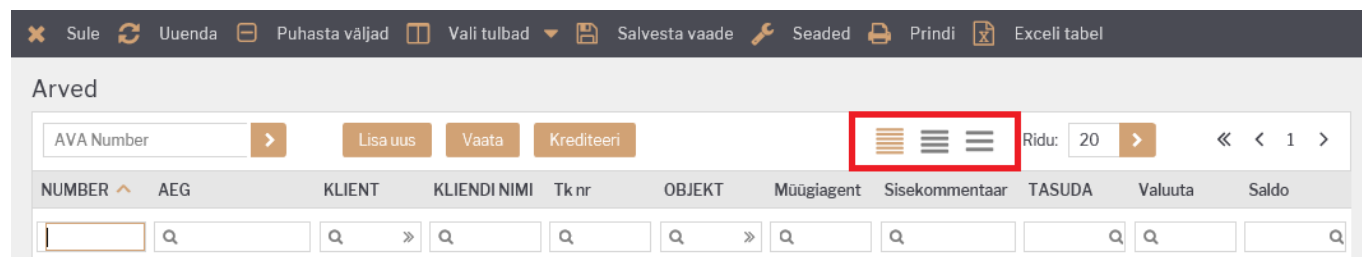 Sule Uuenda Puhasta väljad Vali tulbad Salvesta vaade Seaded Prindi Exceli tabel
Arved
AVA Number Lisa uus Vaata Krediteeri Ridu: 20 1
NUMBER AEG KLIENT KLIENDI NIMI Tk nr OBJEKT Müügiagent Sisekommentaar TASUDA Valuuta Saldo